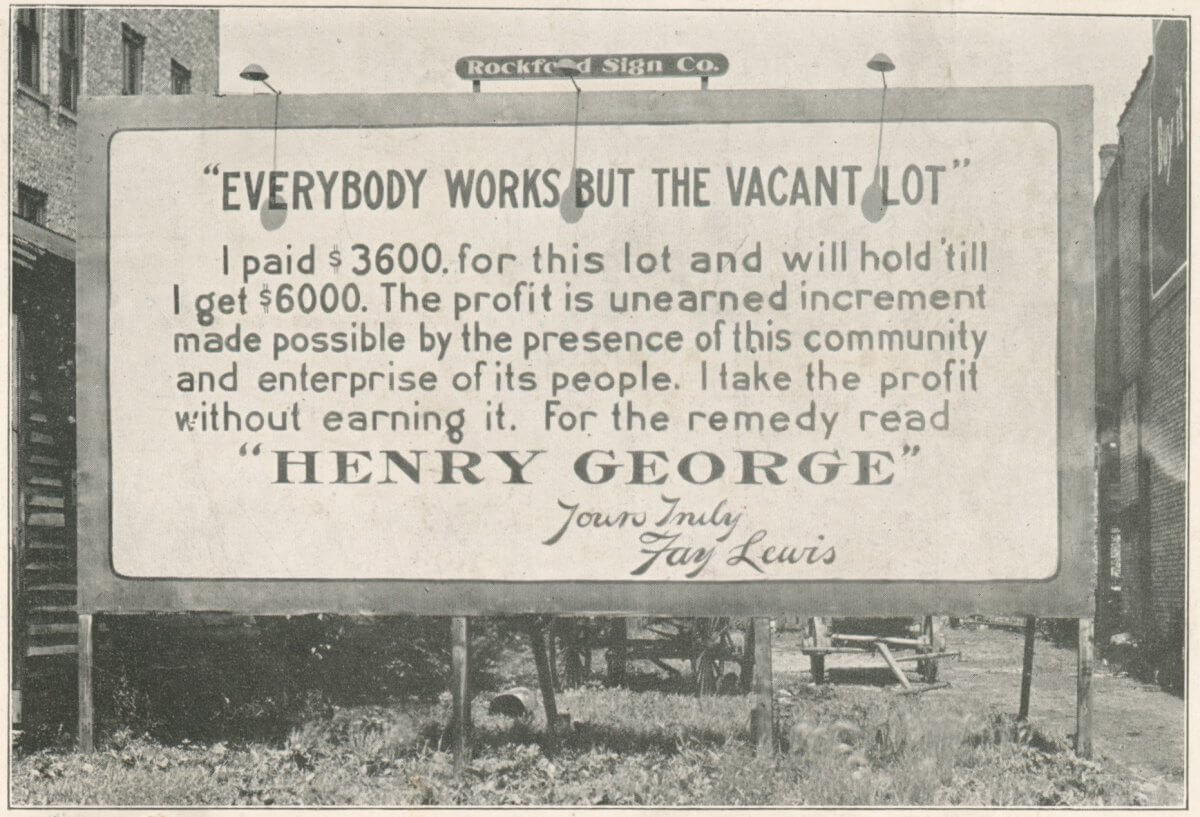 Rockford Sign Co.
"EVERYBODY WORKS BUT THE VACANT LOT"
I paid $3600. for this lot and will hold 'till
I get $6000. The profit is unearned increment
made possible by the presence of this community
and enterprise of its people. I take the profit
without earning it. For the remedy read
"HENRY GEORGE"
Yours Truly
Fay Lewis